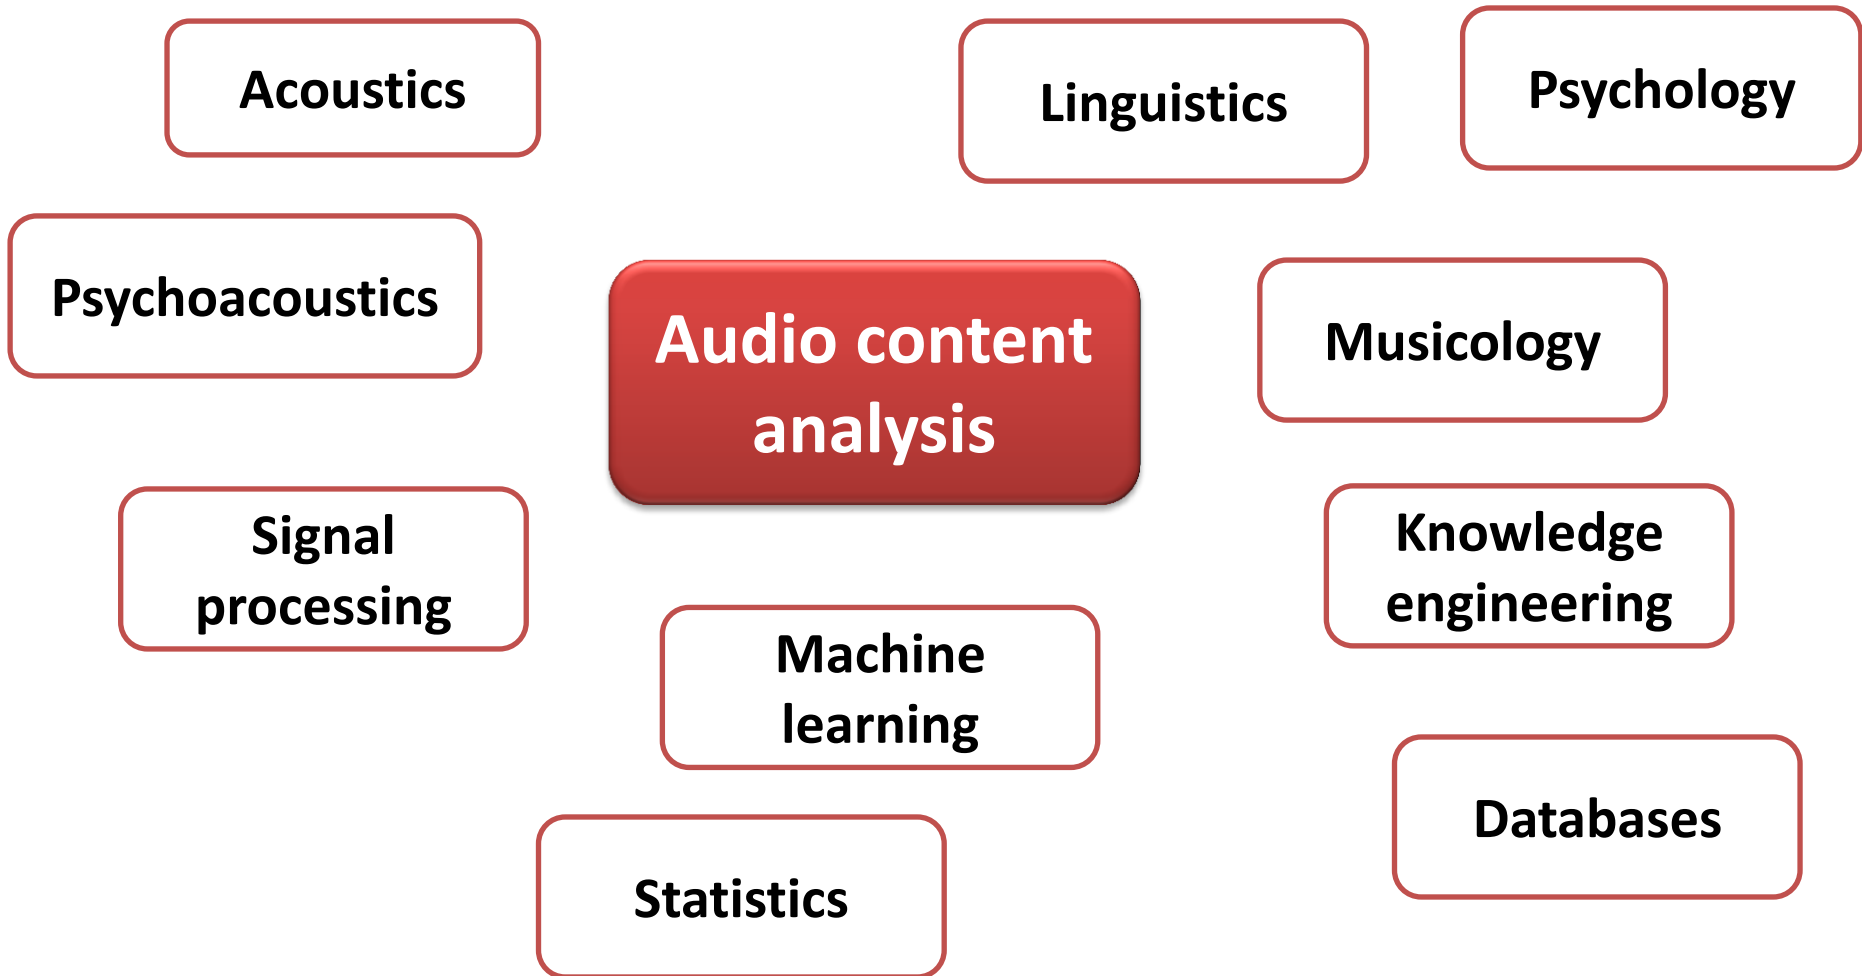 Acoustics
Linguistics
Psychology
Psychoacoustics
Audio content
analysis
Musicology
Signal
processing
Knowledge
engineering
Machine
learning
Databases
Statistics